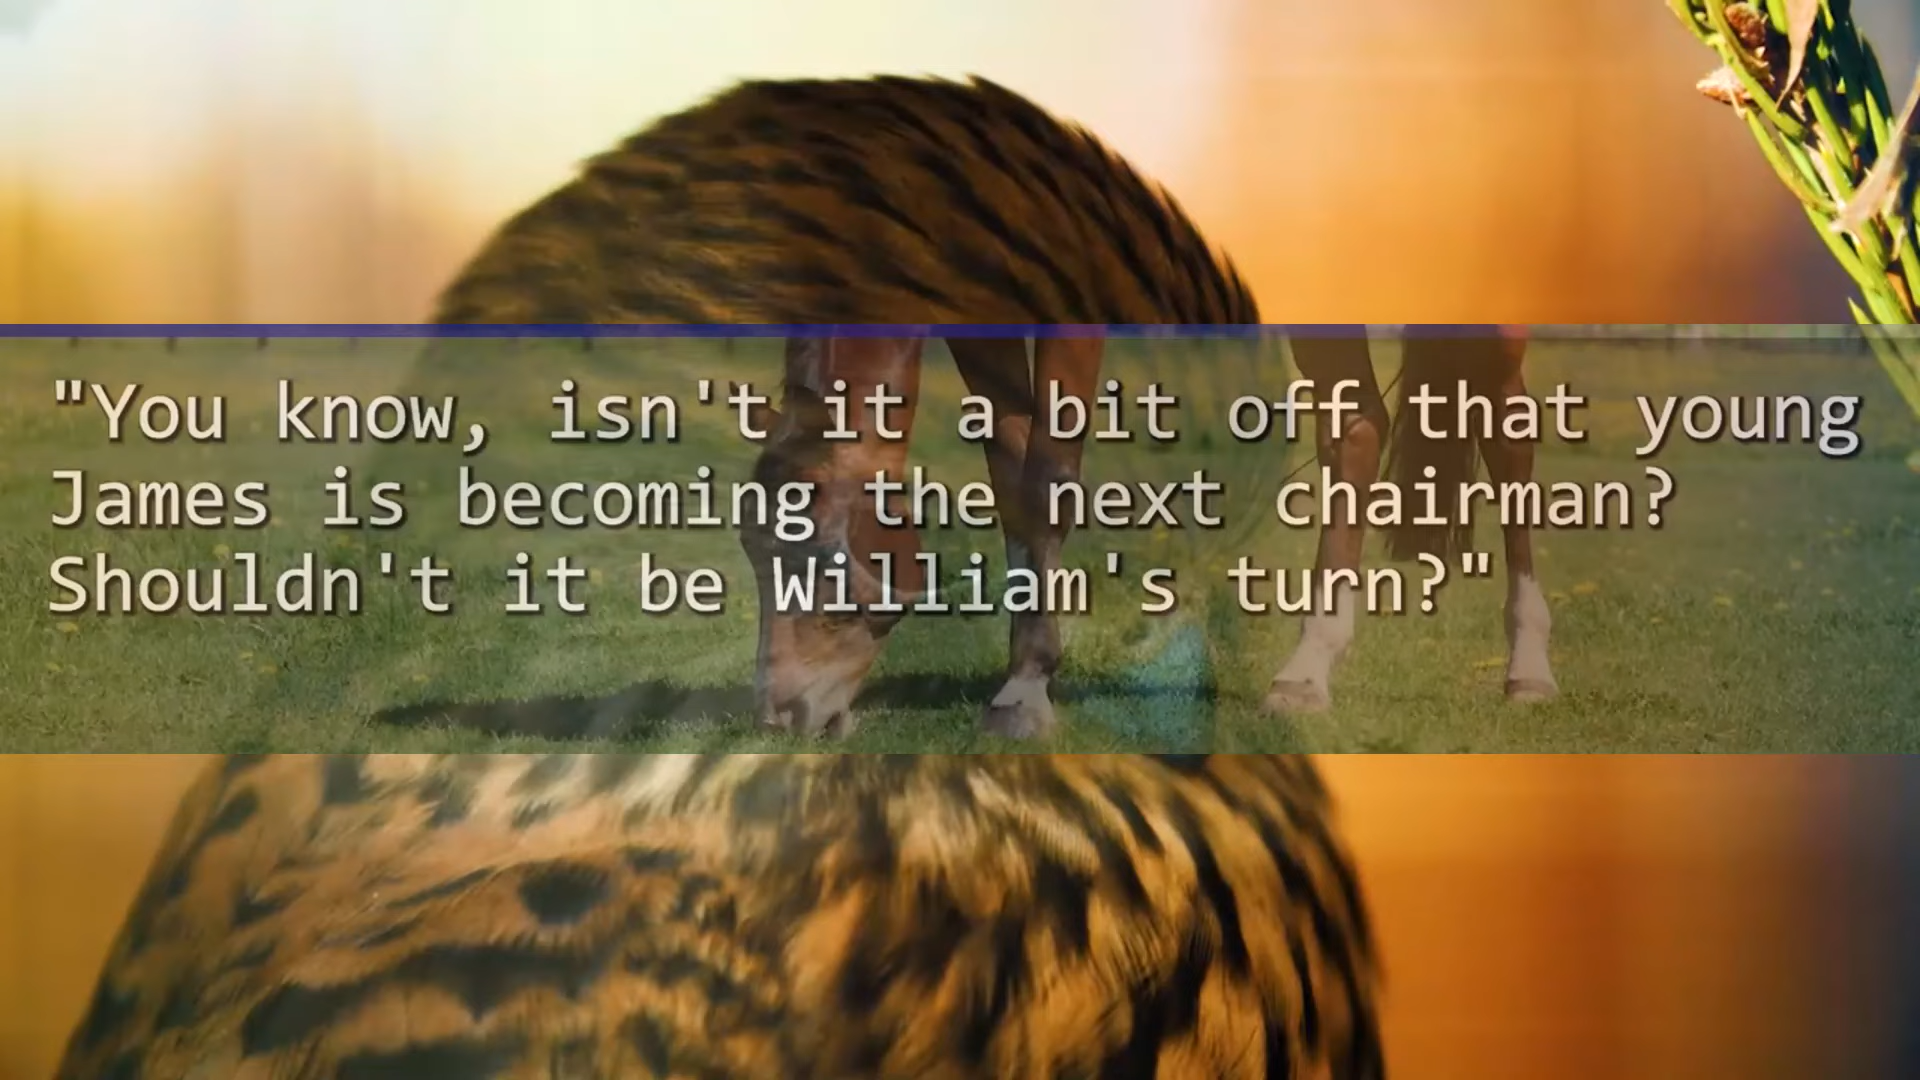 "You know, isn't it a bit off that young
James is becoming the next chairman?
Shouldn't it be William's turn?"